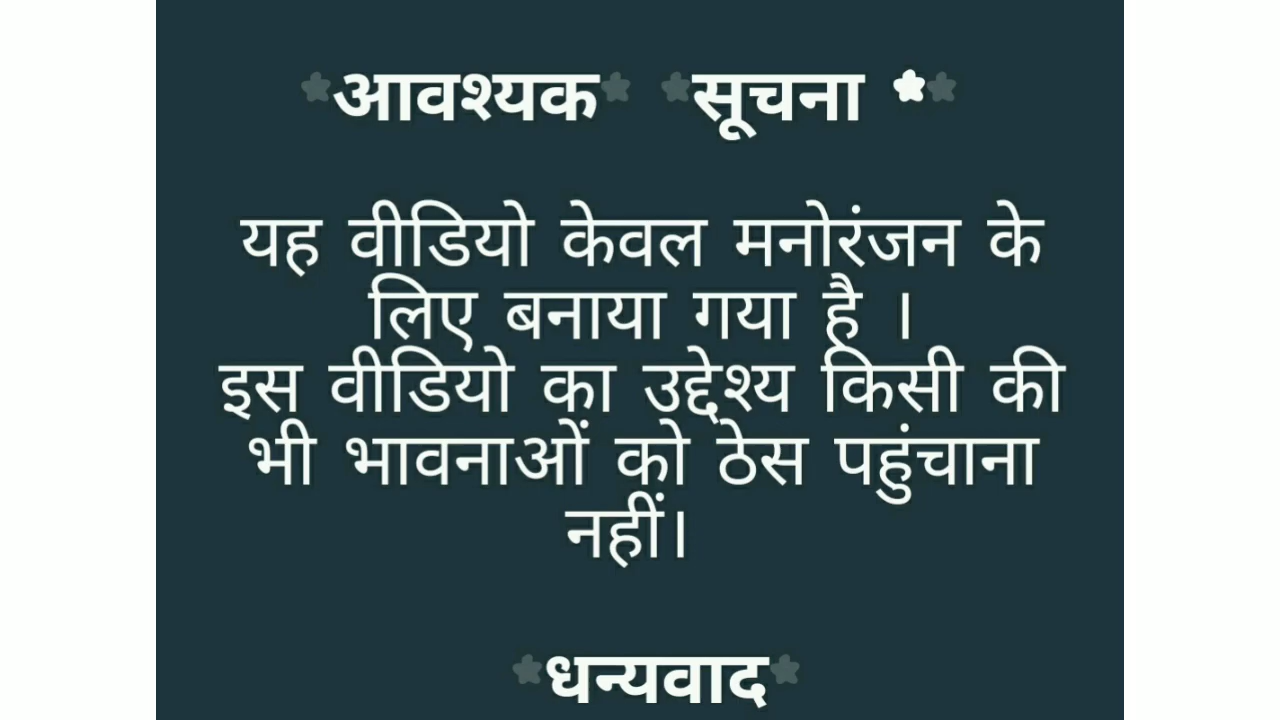 *आवश्यक* *सूचना **
यह वीडियो केवल मनोरंजन के
लिए बनाया गया है ।
इस वीडियो का उद्देश्य किसी की
भी भावनाओं को ठेस पहुंचाना
नहीं।
*धन्यवाद*